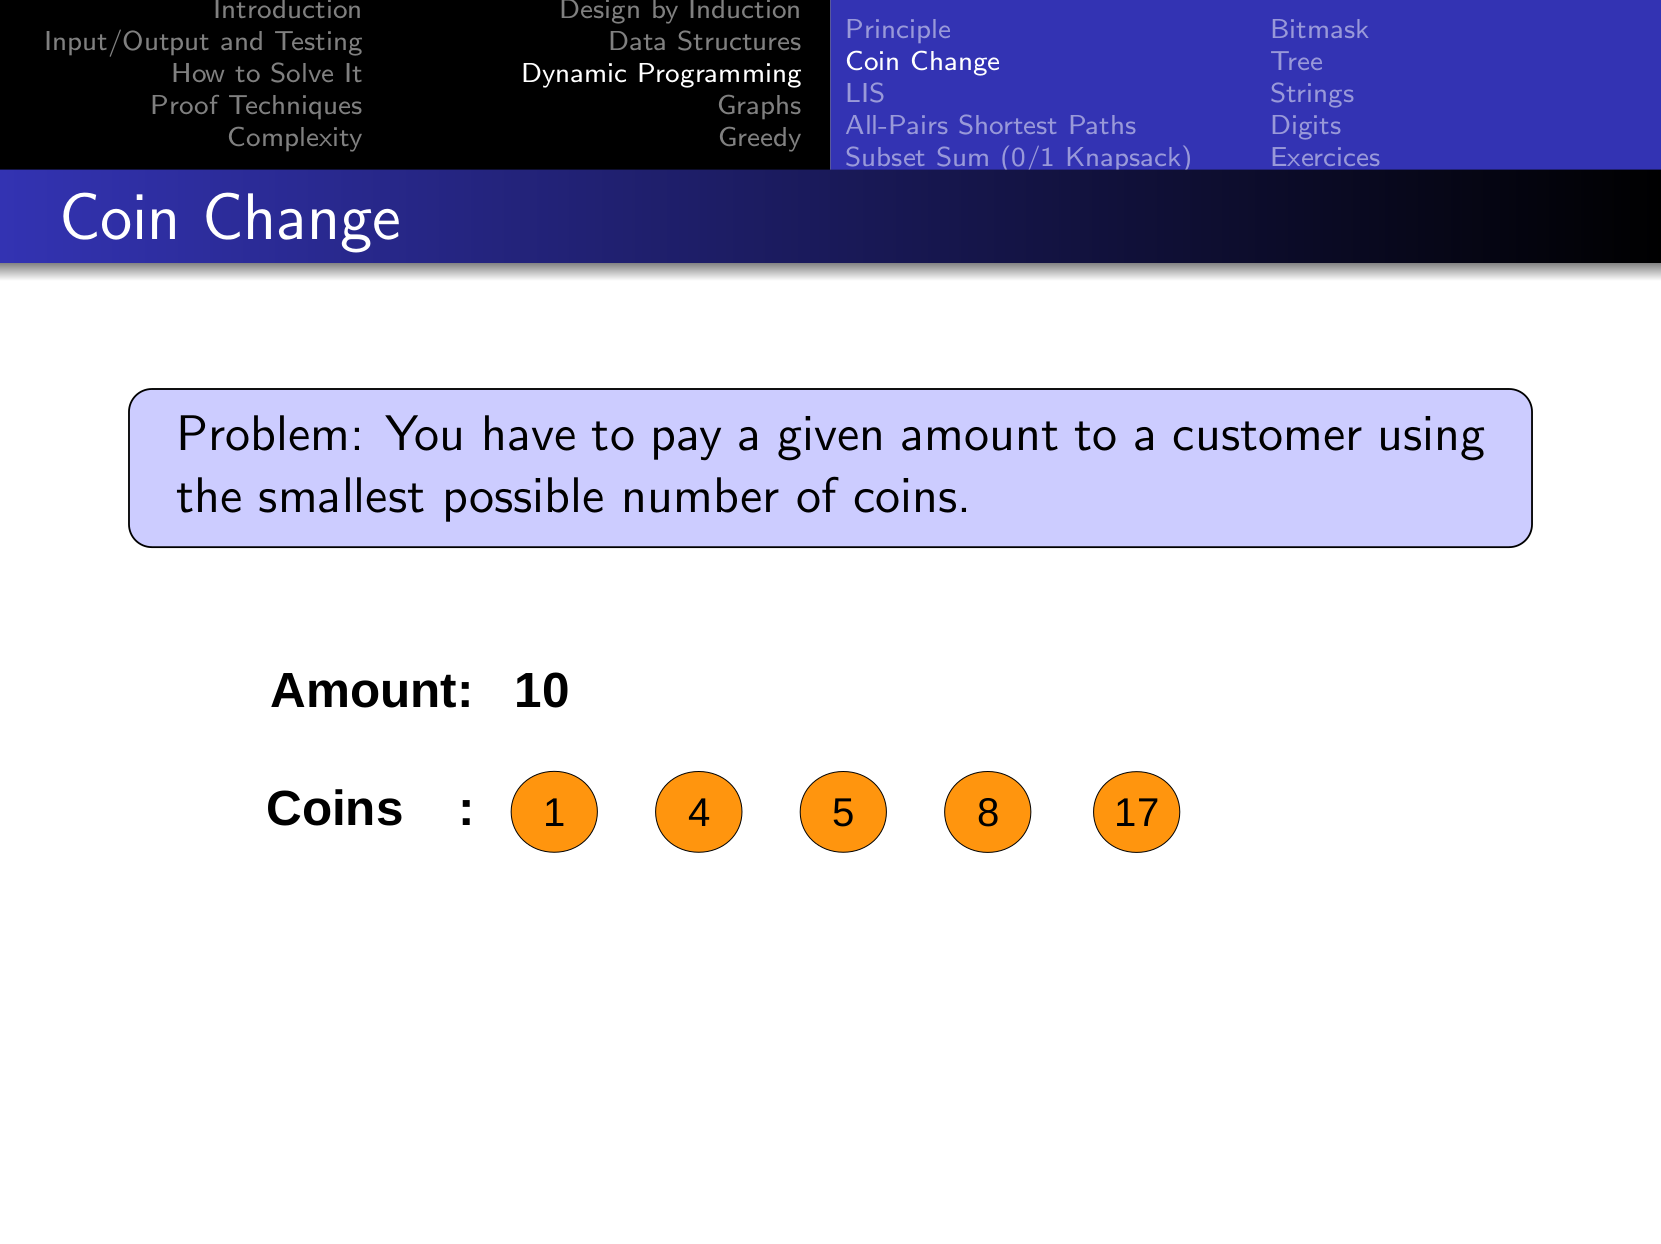 Introduction
Input/Output and Testing
How to Solve It
Proof Techniques
Complexity
Design by Induction
Data Structures
Dynamic Programming
Graphs
Greedy
Principle
Coin Change
LIS
All-Pairs Shortest Paths
Subset Sum (0/1 Knapsack)
Bitmask
Tree
Strings
Digits
Exercices
Coin Change
Problem: You have to pay a given amount to a customer using
the smallest possible number of coins.
Amount: 10
Coins : 1 4 5 8 17